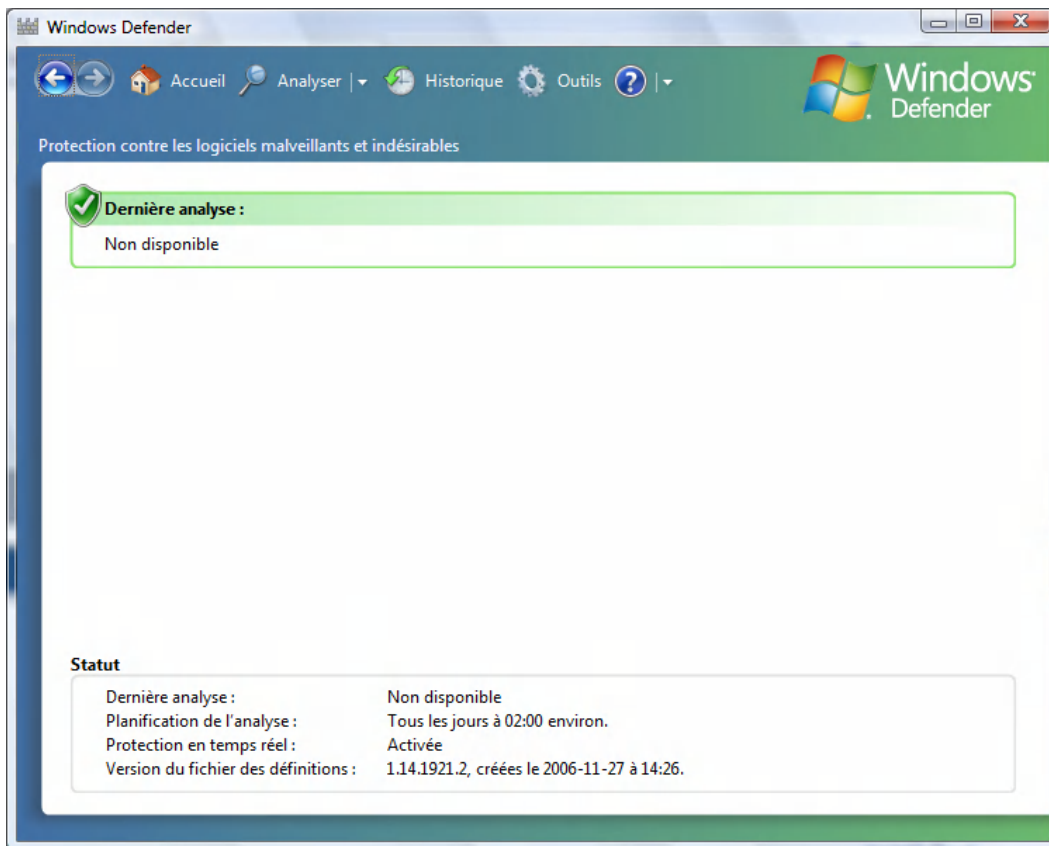 Windows Defender
Accueil Analyser Historique Outils ?
Windows
Defender
Protection contre les logiciels malveillants et indésirables
Dernière analyse :
Non disponible
Statut
Dernière analyse : Non disponible
Planification de l'analyse : Tous les jours à 02:00 environ.
Protection en temps réel : Activée
Version du fichier des définitions : 1.14.1921.2, créées le 2006-11-27 à 14:26.